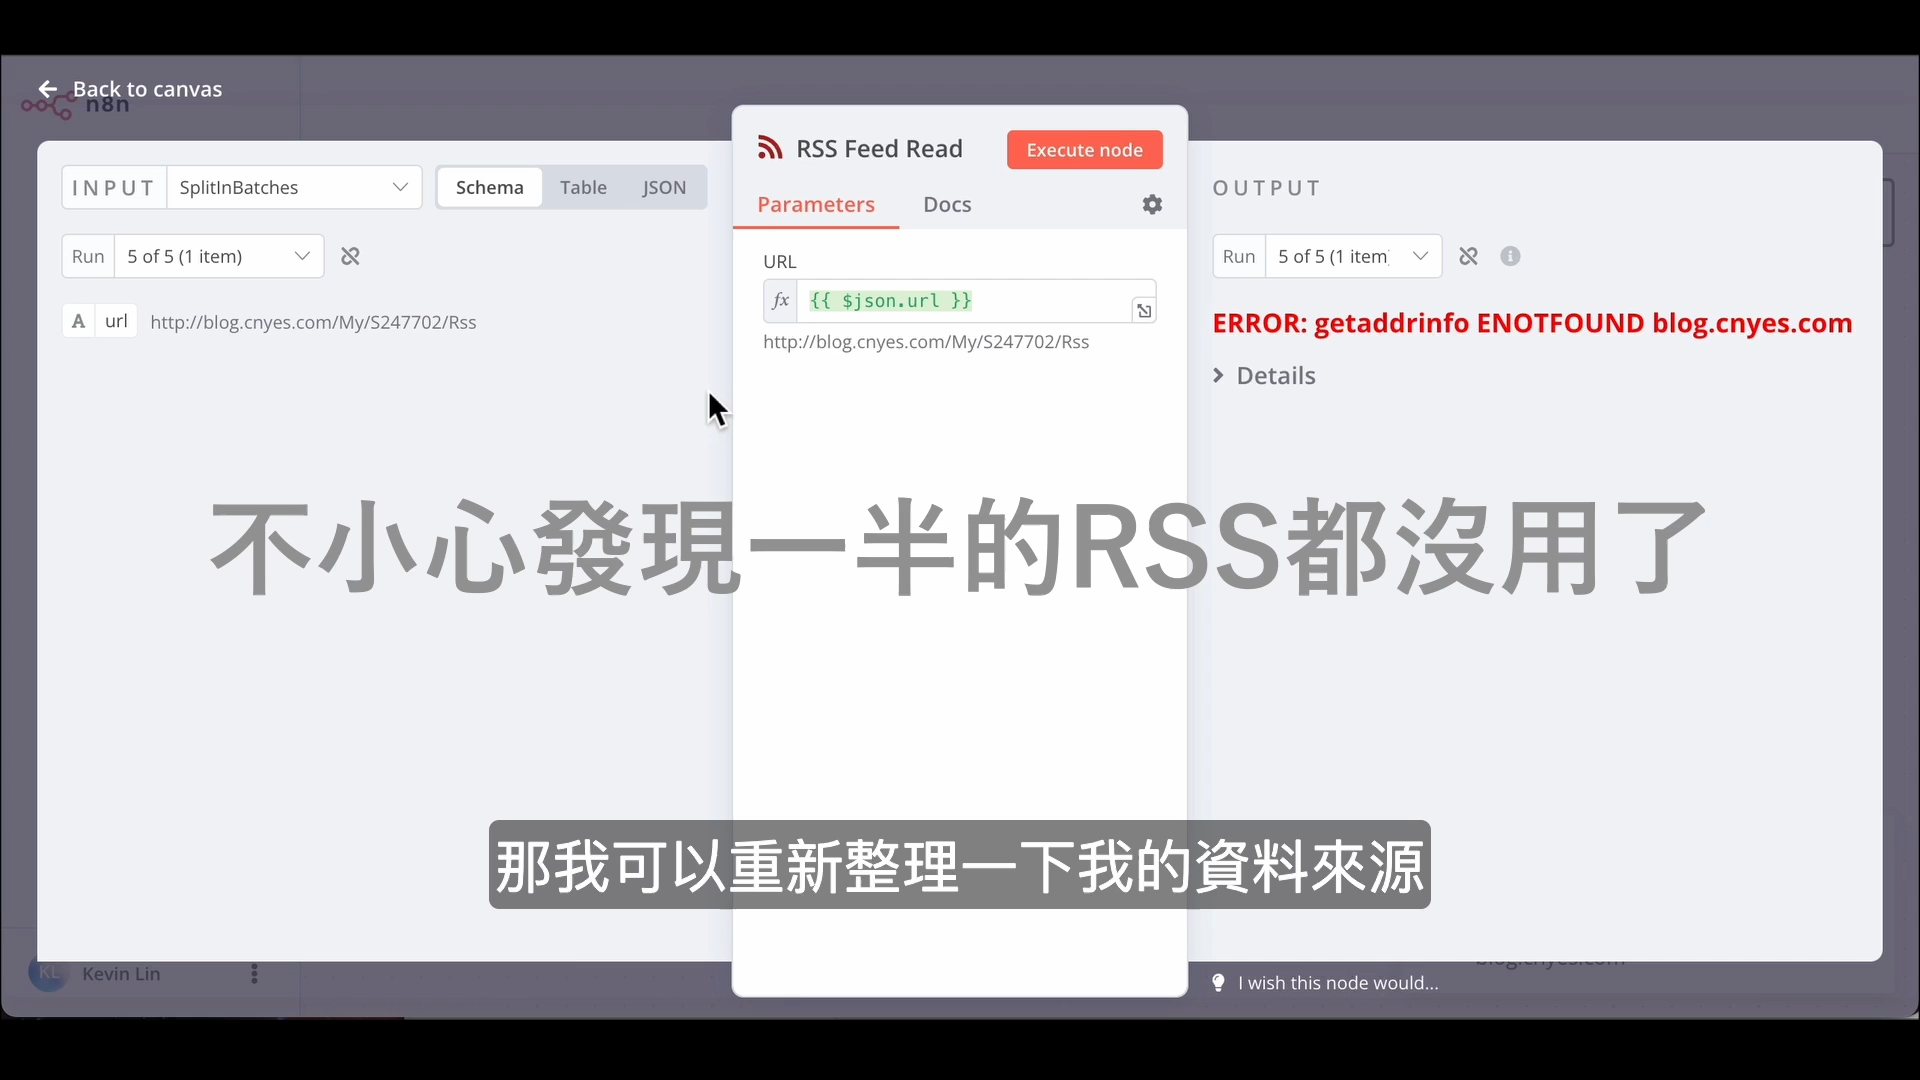 Back to canvas
n8n
INPUT
SplitInBatches
Schema
Table
JSON
Run
5 of 5 (1 item)
A
url
http://blog.cnyes.com/My/S247702/Rss
RSS Feed Read
Execute node
Parameters
Docs
URL
fx
{{ $json.url }}
http://blog.cnyes.com/My/S247702/Rss
OUTPUT
Run
5 of 5 (1 item
ERROR: getaddrinfo ENOTFOUND blog.cnyes.com
Details
不小心發現一半的RSS都沒用了
那我可以重新整理一下我的資料來源
KL
Kevin Lin
blog.cnyes.com
I wish this node would...